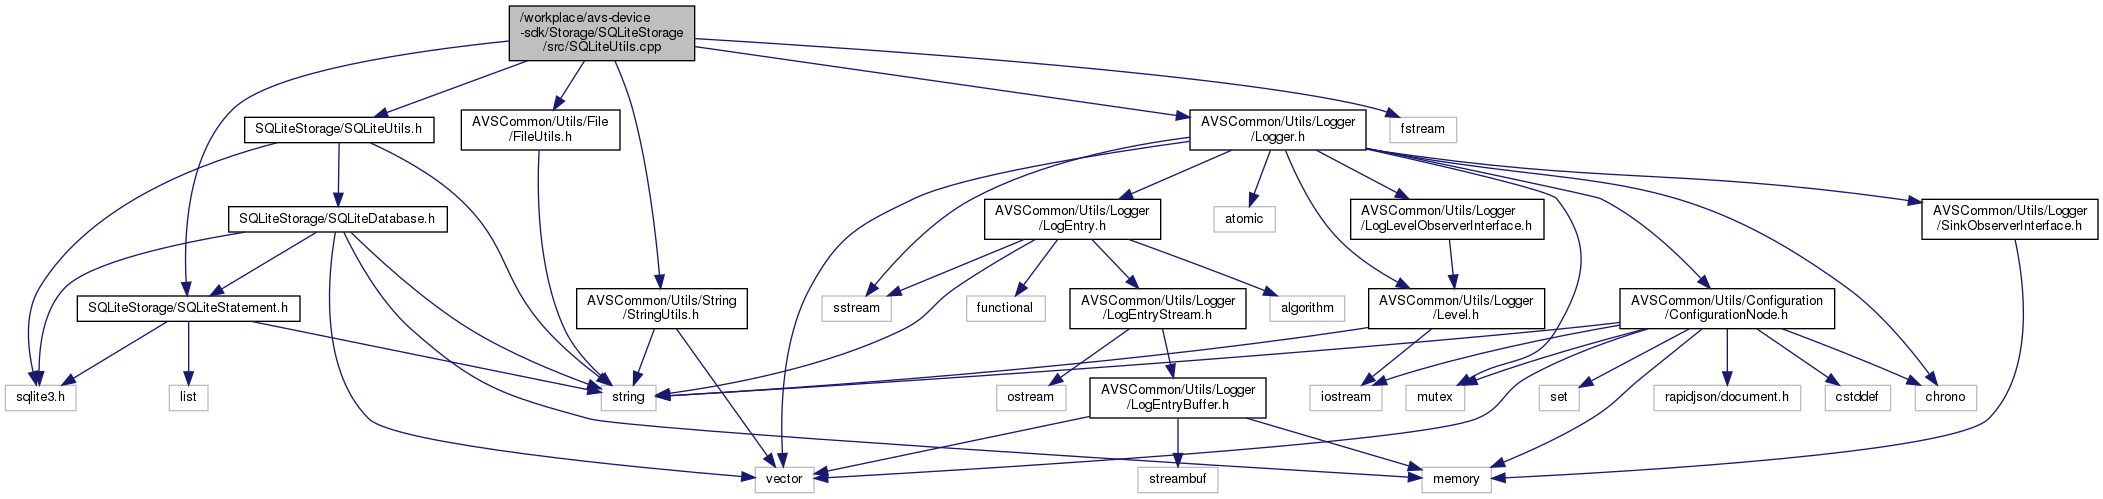 /workplace/avs-device
-sdk/Storage/SQLiteStorage
/src/SQLiteUtils.cpp
SQLiteStorage/SQLiteUtils.h
AVSCommon/Utils/File
/FileUtils.h
AVSCommon/Utils/Logger
/Logger.h
fstream
SQLiteStorage/SQLiteDatabase.h
AVSCommon/Utils/Logger
/LogEntry.h
atomic
AVSCommon/Utils/Logger
/LogLevelObserverInterface.h
AVSCommon/Utils/Logger
/SinkObserverInterface.h
SQLiteStorage/SQLiteStatement.h
AVSCommon/Utils/String
/StringUtils.h
sstream
functional
AVSCommon/Utils/Logger
/LogEntryStream.h
algorithm
AVSCommon/Utils/Logger
/Level.h
AVSCommon/Utils/Configuration
/ConfigurationNode.h
sqlite3.h
list
string
ostream
AVSCommon/Utils/Logger
/LogEntryBuffer.h
iostream
mutex
set
rapidjson/document.h
cstddef
chrono
vector
streambuf
memory